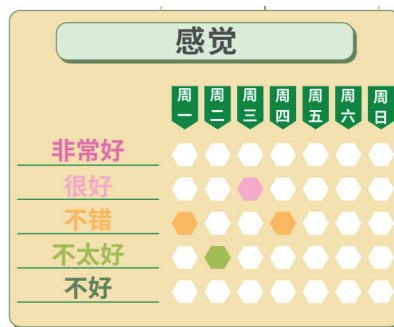 感觉
周一 周二 周三 周四 周五 周六 周日
非常好
很好
不错
不太好
不好